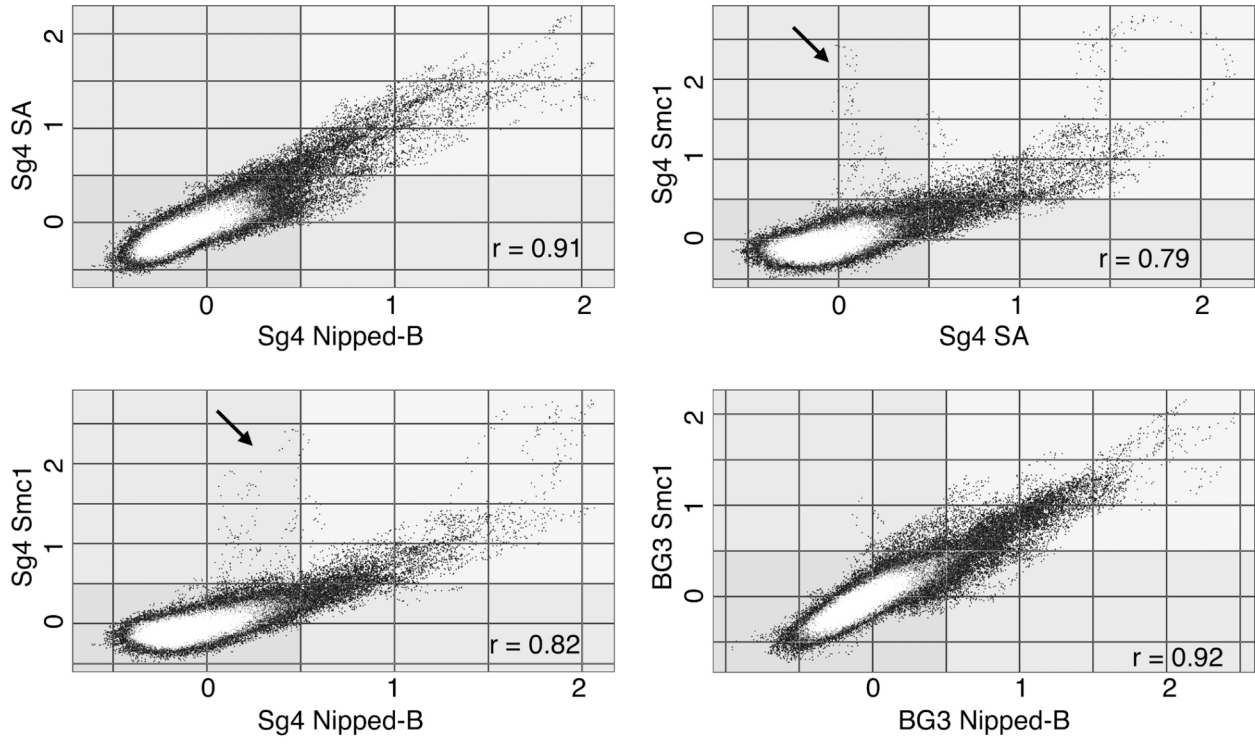 2
1
0
Sg4 SA
r = 0.91
0 1 2
Sg4 Nipped-B
2
1
0
Sg4 Smc1
r = 0.79
0 1 2
Sg4 SA
2
1
0
Sg4 Smc1
r = 0.82
0 1 2
Sg4 Nipped-B
2
1
0
BG3 Smc1
r = 0.92
0 1 2
BG3 Nipped-B